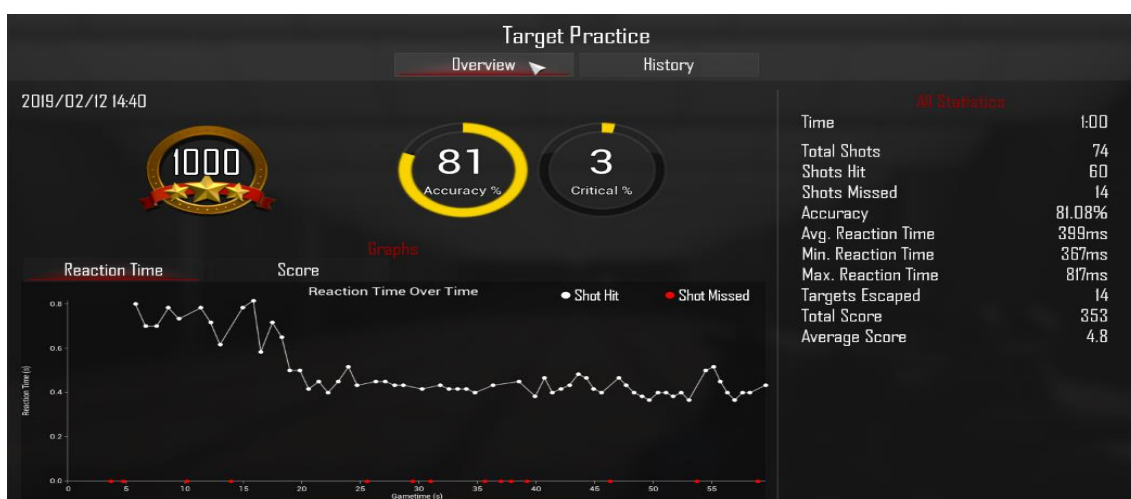 Target Practice
Overview History
2019/02/12 14:40
1000
81
Accuracy %
3
Critical %
All Statistics
Time 1:00
Total Shots 74
Shots Hit 60
Shots Missed 14
Accuracy 81.08%
Avg. Reaction Time 399ms
Min. Reaction Time 367ms
Max. Reaction Time 817ms
Targets Escaped 14
Total Score 353
Average Score 4.8
Graphs
Reaction Time Score
Reaction Time Over Time
Shot Hit Shot Missed
Reaction Time (s)
0.8
0.6
0.4
0.2
0.0
0 5 10 15 20 25 30 35 40 45 50 55
Gametime (s)